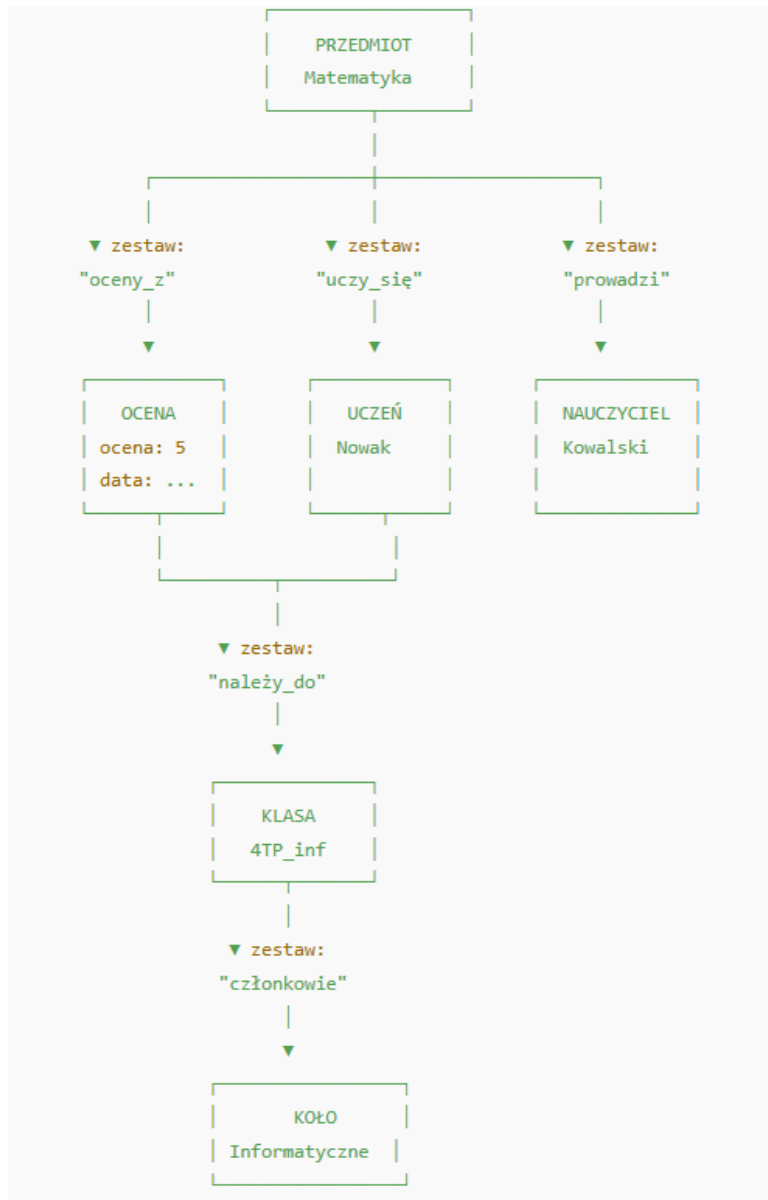 PRZEDMIOT
Matematyka
▼ zestaw: ▼ zestaw: ▼ zestaw:
"oceny_z" "uczy_się" "prowadzi"
OCENA UCZEŃ NAUCZYCIEL
ocena: 5 Nowak Kowalski
data: ...
▼ zestaw:
"należy_do"
KLASA
4TP_inf
▼ zestaw:
"członkowie"
KOŁO
Informatyczne